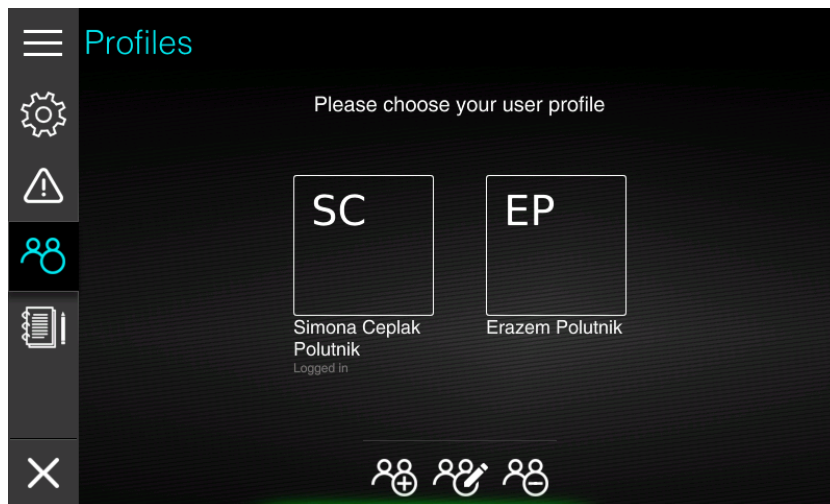 Profiles
Please choose your user profile
SC
EP
Simona Ceplak
Polutnik
Logged in
Erazem Polutnik